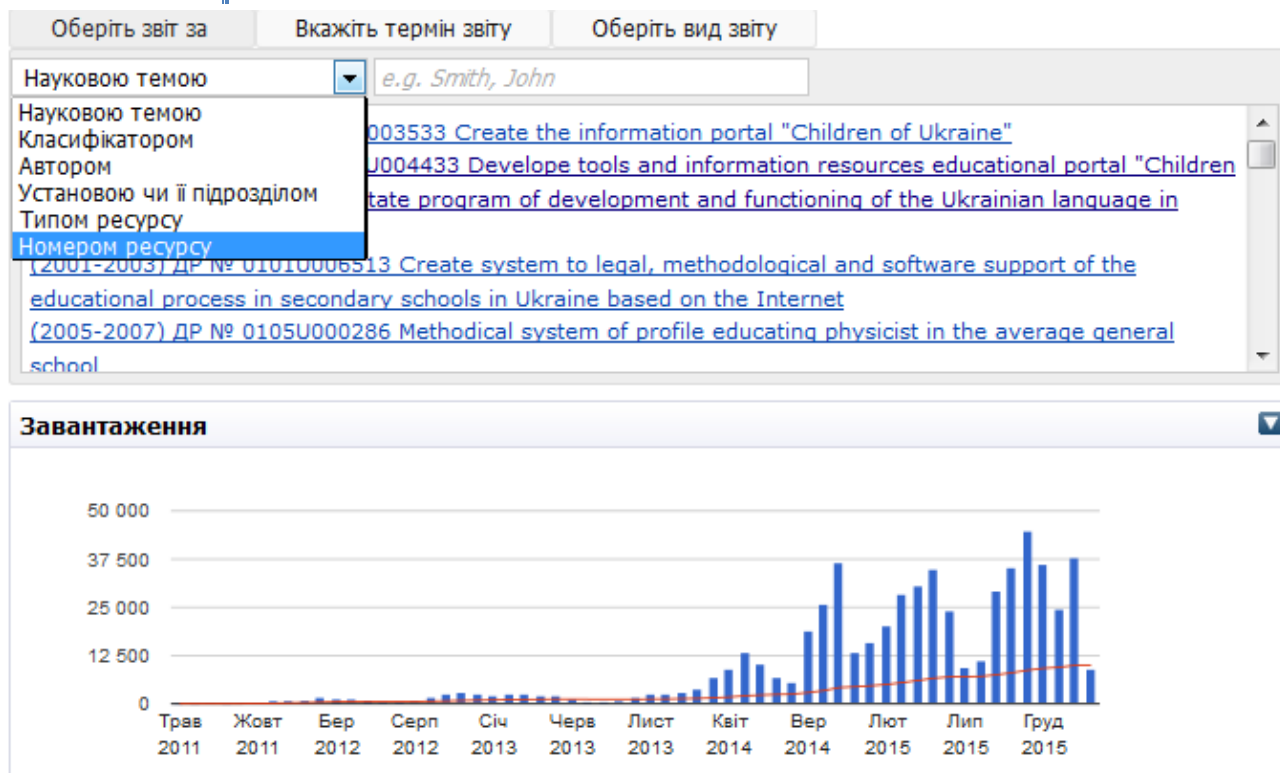 Оберіть звіт за
Вкажіть термін звіту
Оберіть вид звіту
Науковою темою
e.g. Smith, John
Науковою темою
Класифікатором
Автором
Установою чи її підрозділом
Типом ресурсу
Номером ресурсу
003533 Create the information portal "Children of Ukraine"
U004433 Develope tools and information resources educational portal "Children
tate program of development and functioning of the Ukrainian language in
(2001-2003) ДР № 0101U006513 Create system to legal, methodological and software support of the
educational process in secondary schools in Ukraine based on the Internet
(2005-2007) ДР № 0105U000286 Methodical system of profile educating physicist in the average general
school
Завантаження
50 000
37 500
25 000
12 500
0
Трав Жовт Бер Серп Січ Черв Лист Квіт Вер Лют Лип Груд
2011 2011 2012 2012 2013 2013 2013 2014 2014 2015 2015 2015